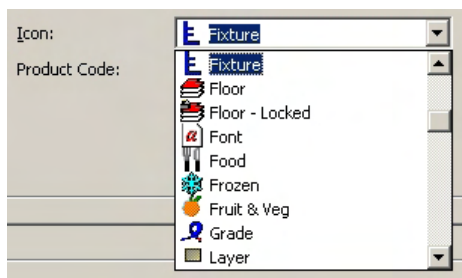 Icon: Fixture
Product Code: Fixture
Floor
Floor - Locked
Font
Food
Frozen
Fruit & Veg
Grade
Layer